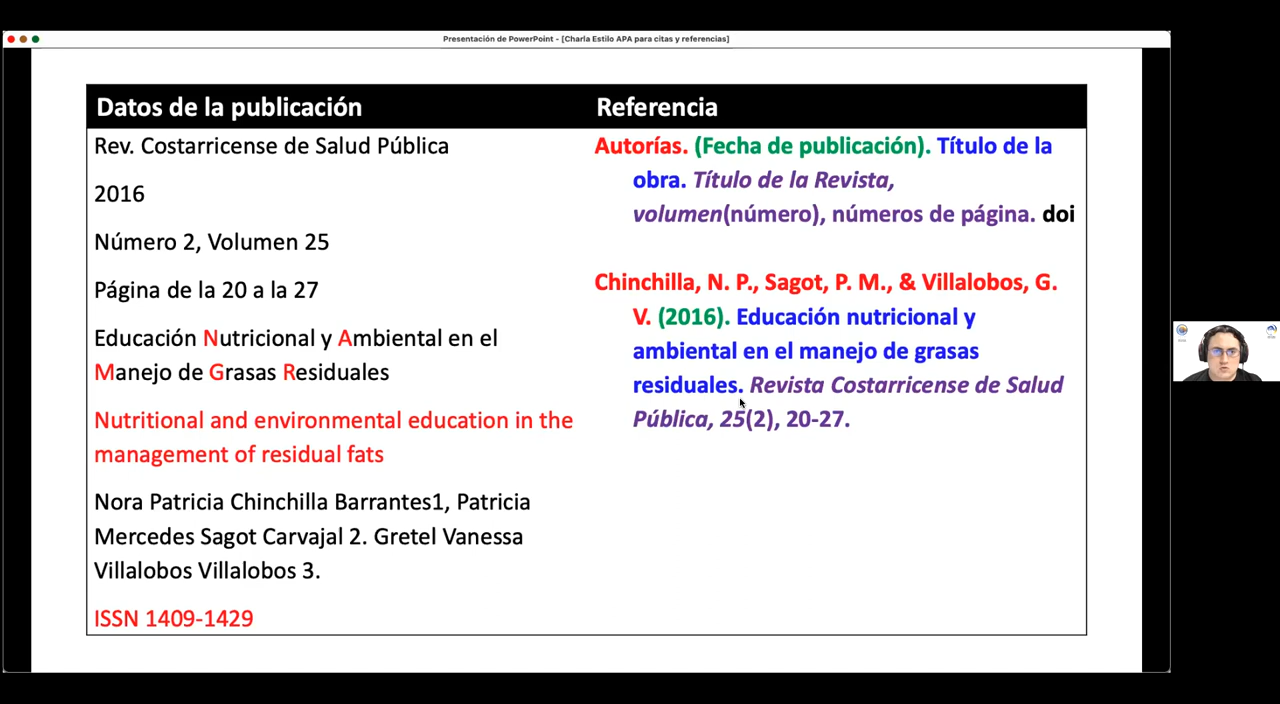 Presentación de PowerPoint - [Charla Estilo APA para citas y referencias]
Datos de la publicación
Rev. Costarricense de Salud Pública
2016
Número 2, Volumen 25
Página de la 20 a la 27
Educación Nutricional y Ambiental en el
Manejo de Grasas Residuales
Nutritional and environmental education in the
management of residual fats
Nora Patricia Chinchilla Barrantes1, Patricia
Mercedes Sagot Carvajal 2. Gretel Vanessa
Villalobos Villalobos 3.
ISSN 1409-1429
Referencia
Autorías. (Fecha de publicación). Título de la
obra. Título de la Revista,
volumen(número), números de página. doi
Chinchilla, N. P., Sagot, P. M., & Villalobos, G.
V. (2016). Educación nutricional y
ambiental en el manejo de grasas
residuales. Revista Costarricense de Salud
Pública, 25(2), 20-27.